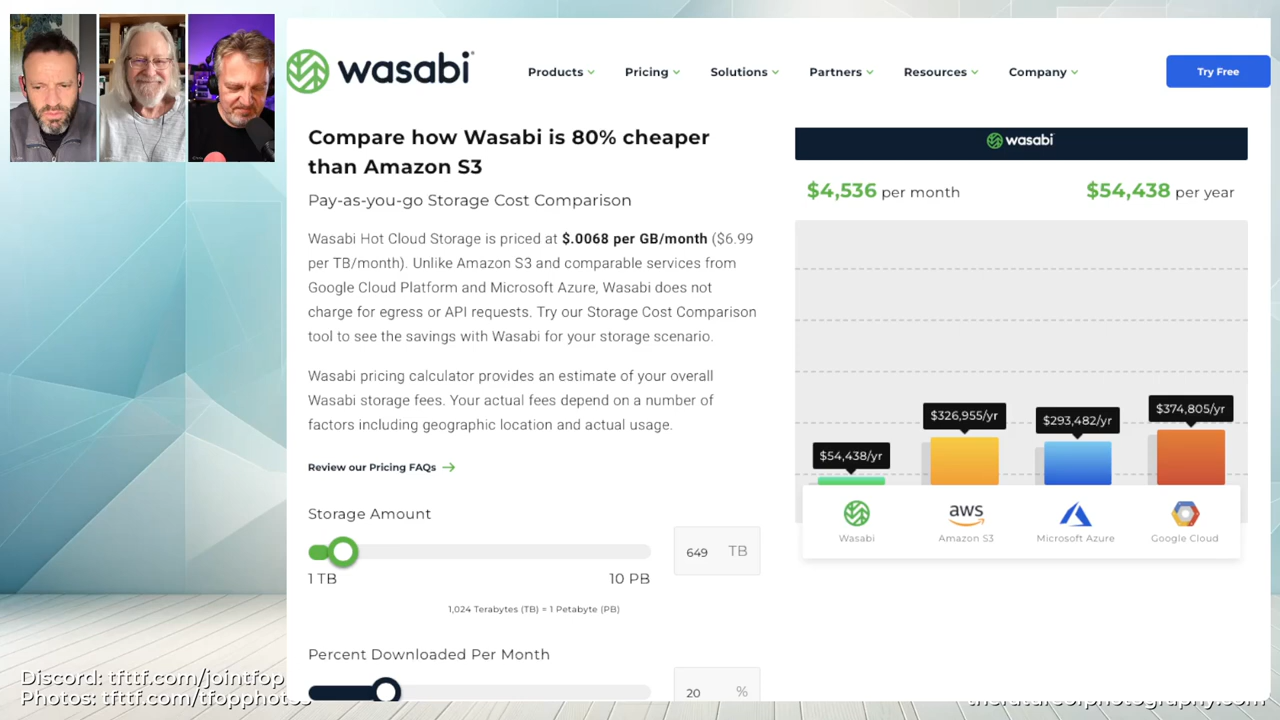 wasabi
Products
Pricing
Solutions
Partners
Resources
Company
Try Free
Compare how Wasabi is 80% cheaper
than Amazon S3
Pay-as-you-go Storage Cost Comparison
Wasabi Hot Cloud Storage is priced at $.0068 per GB/month ($6.99
per TB/month). Unlike Amazon S3 and comparable services from
Google Cloud Platform and Microsoft Azure, Wasabi does not
charge for egress or API requests. Try our Storage Cost Comparison
tool to see the savings with Wasabi for your storage scenario.
Wasabi pricing calculator provides an estimate of your overall
Wasabi storage fees. Your actual fees depend on a number of
factors including geographic location and actual usage.
Review our Pricing FAQs
Storage Amount
649 TB
1 TB
10 PB
1,024 Terabytes (TB) = 1 Petabyte (PB)
Percent Downloaded Per Month
20 %
wasabi
$4,536 per month
$54,438 per year
$54,438/yr
$326,955/yr
$293,482/yr
$374,805/yr
aws
Wasabi
Amazon S3
Microsoft Azure
Google Cloud
Discord: tfttf.com/jointfop
Photos: tfttf.com/tfopphotos